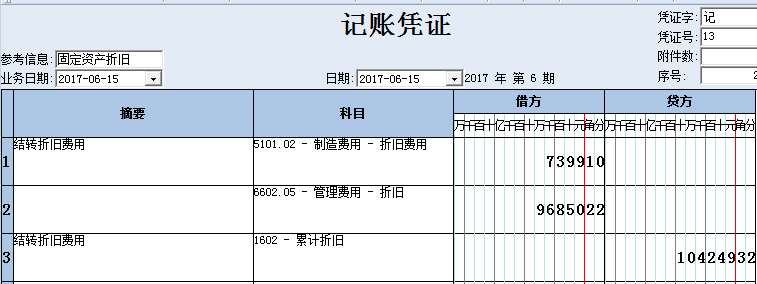 记账凭证
凭证字: 记
凭证号: 13
附件数:
序号: 2
参考信息: 固定资产折旧
业务日期: 2017-06-15
日期: 2017-06-15 2017 年 第 6 期
摘要 科目 借方 贷方
万千百十亿千百十万千百十元角分 万千百十亿千百十万千百十元角分
1 结转折旧费用 5101.02 - 制造费用 - 折旧费用 739910
2 6602.05 - 管理费用 - 折旧 9685022
3 结转折旧费用 1602 - 累计折旧 10424932